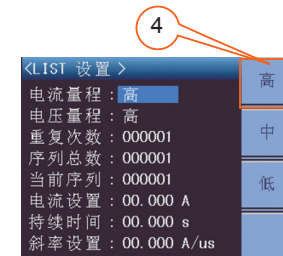 4
<LIST 设置 >
电流量程 : 高
电压量程 : 高
重复次数 : 000001
序列总数 : 000001
当前序列 : 000001
电流设置 : 00.000 A
持续时间 : 00.000 s
斜率设置 : 00.000 A/us
高
中
低